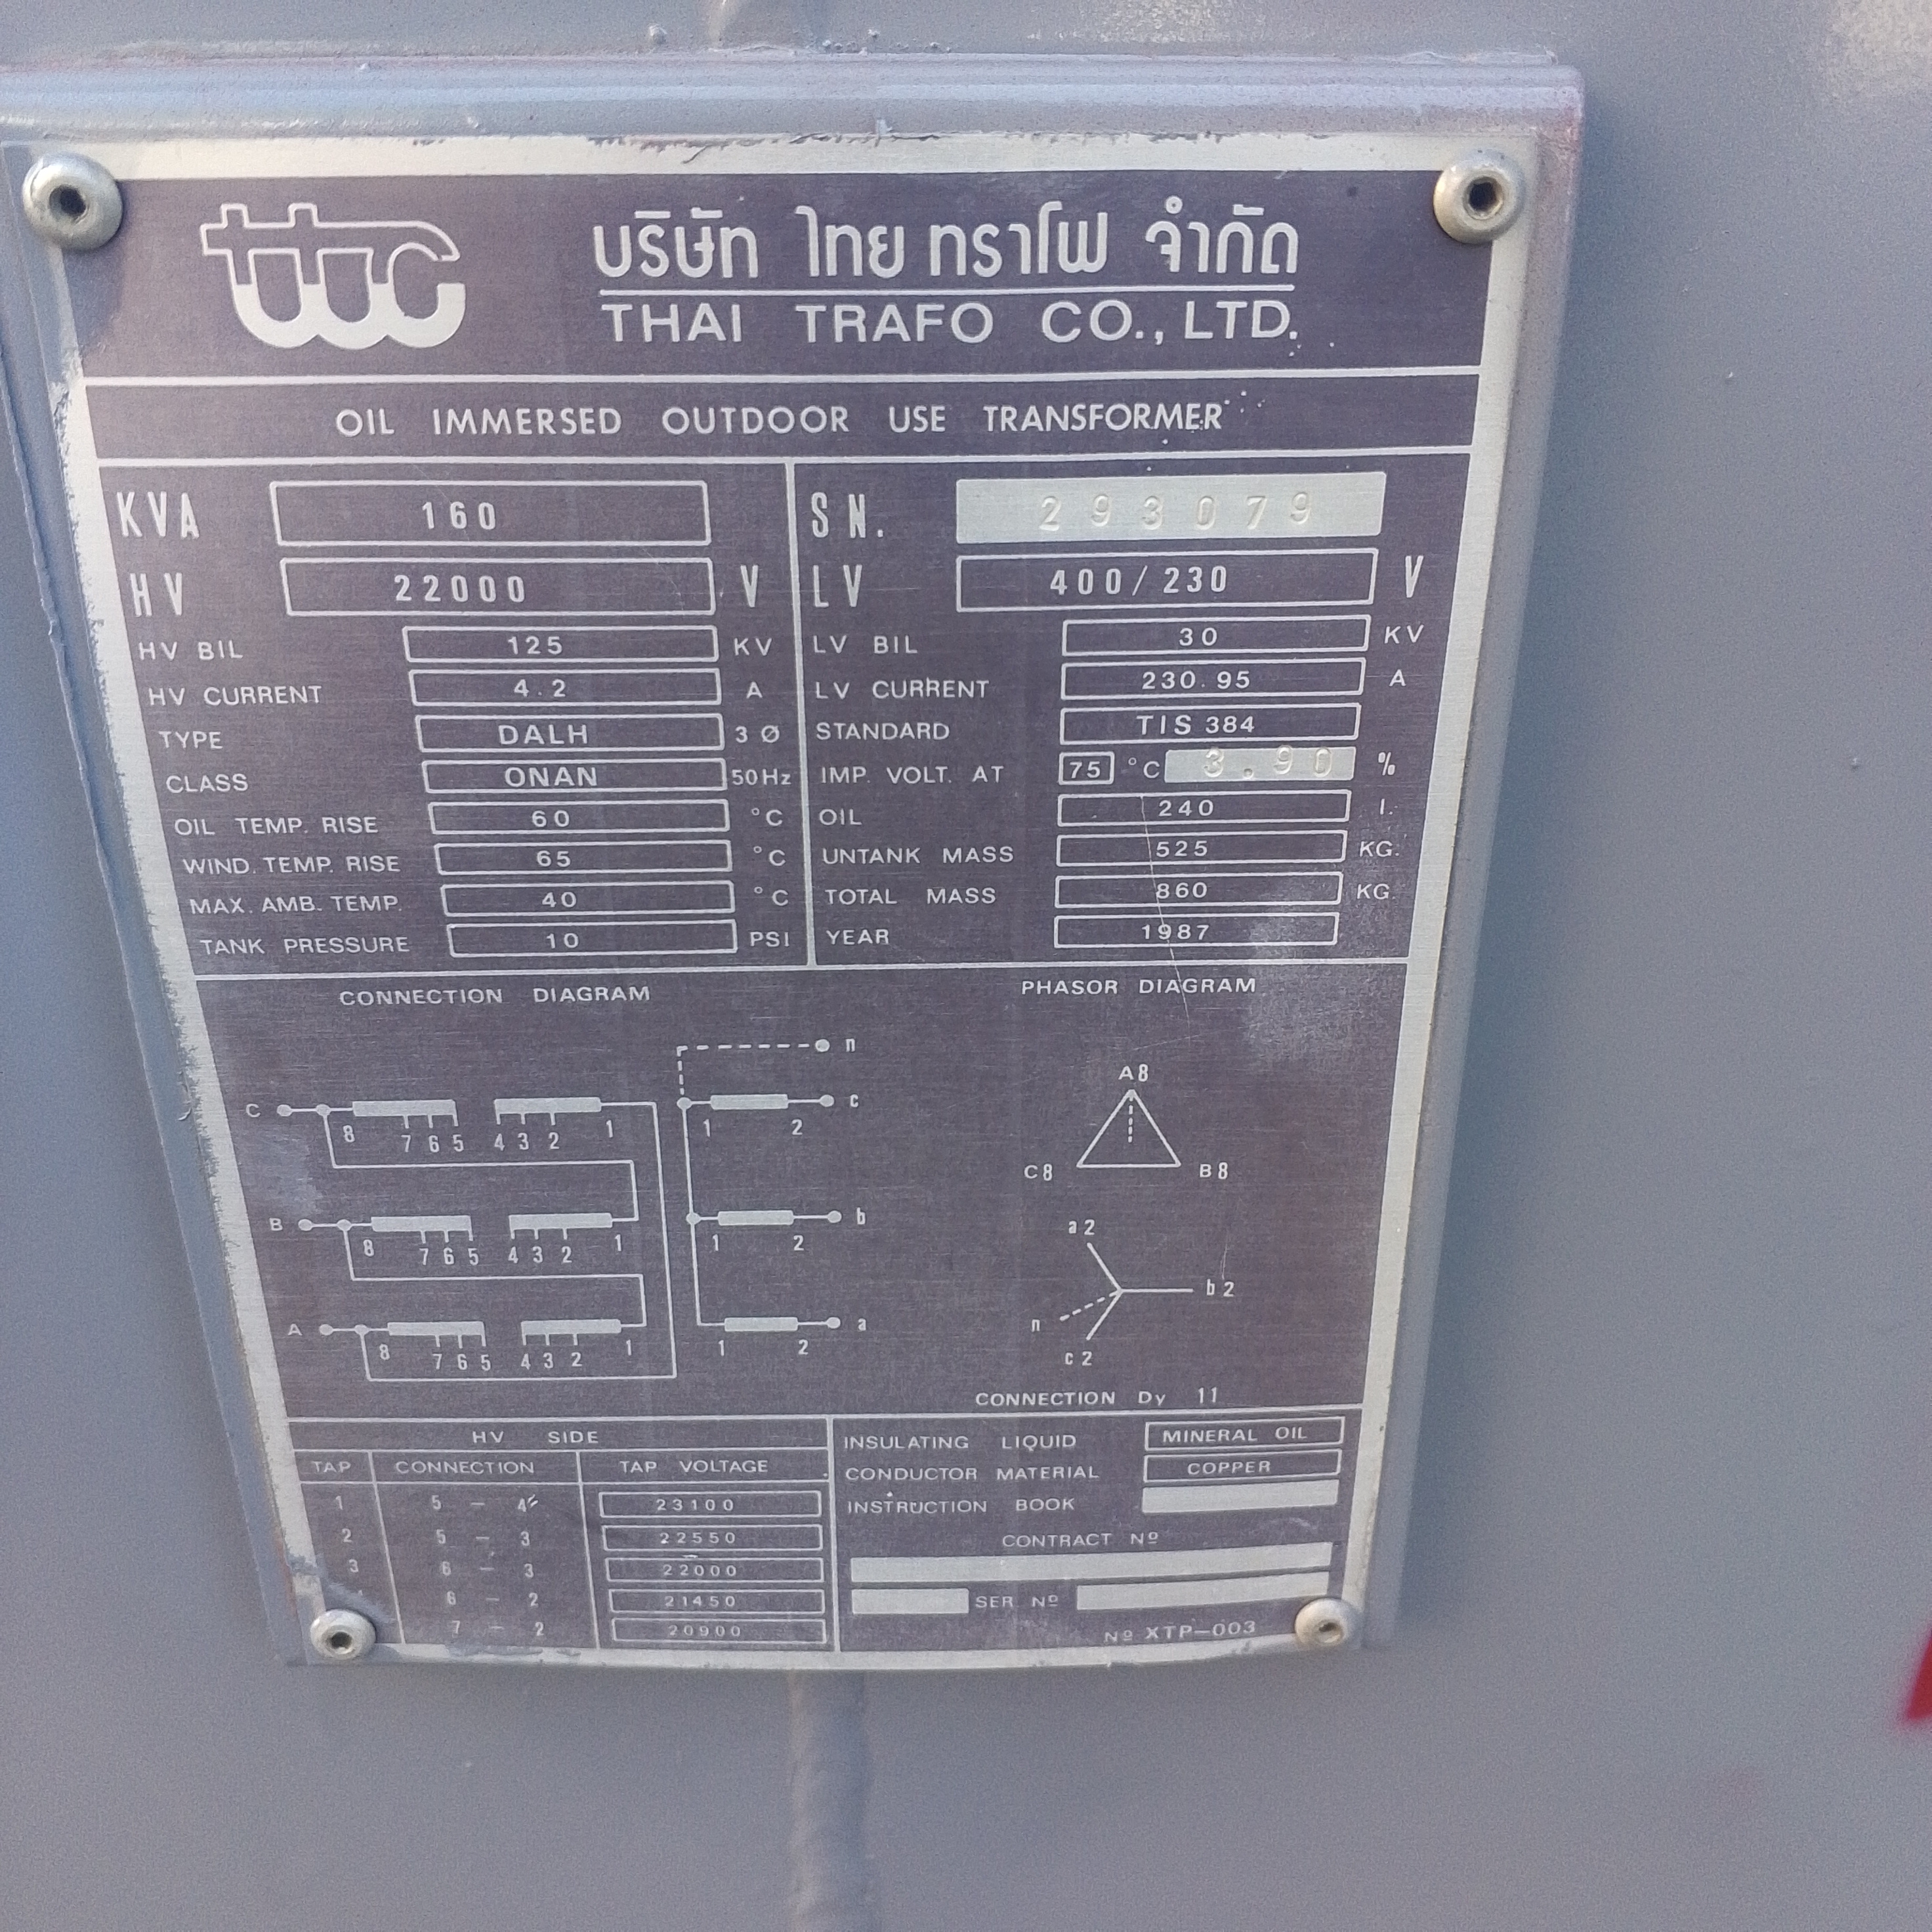 ttc
บริษัท ไทย ทราโฟ จำกัด
THAI TRAFO CO., LTD.
OIL IMMERSED OUTDOOR USE TRANSFORMER
KVA 160
SN. 293079
HV 22000 V
LV 400/230 V
HV BIL 125 KV
LV BIL 30 KV
HV CURRENT 4.2 A
LV CURRENT 230.95 A
TYPE DALH 3 Ø
STANDARD TIS 384
CLASS ONAN 50Hz
IMP. VOLT. AT 75 °C 3.90 %
OIL TEMP. RISE 60 °C
OIL 240 l.
WIND. TEMP. RISE 65 °C
UNTANK MASS 525 KG.
MAX. AMB. TEMP. 40 °C
TOTAL MASS 860 KG.
TANK PRESSURE 10 PSI
YEAR 1987
CONNECTION DIAGRAM
n
C c
8 7 6 5 4 3 2 1 1 2
B b
8 7 6 5 4 3 2 1 1 2
A a
8 7 6 5 4 3 2 1 1 2
PHASOR DIAGRAM
A8
C8 B8
a2
b2
n
c2
CONNECTION Dy 11
HV SIDE
TAP CONNECTION TAP VOLTAGE
1 5 - 4 23100
2 5 - 3 22550
3 6 - 3 22000
6 - 2 21450
7 - 2 20900
INSULATING LIQUID MINERAL OIL
CONDUCTOR MATERIAL COPPER
INSTRUCTION BOOK
CONTRACT Nº
SER Nº
Nº XTP-003